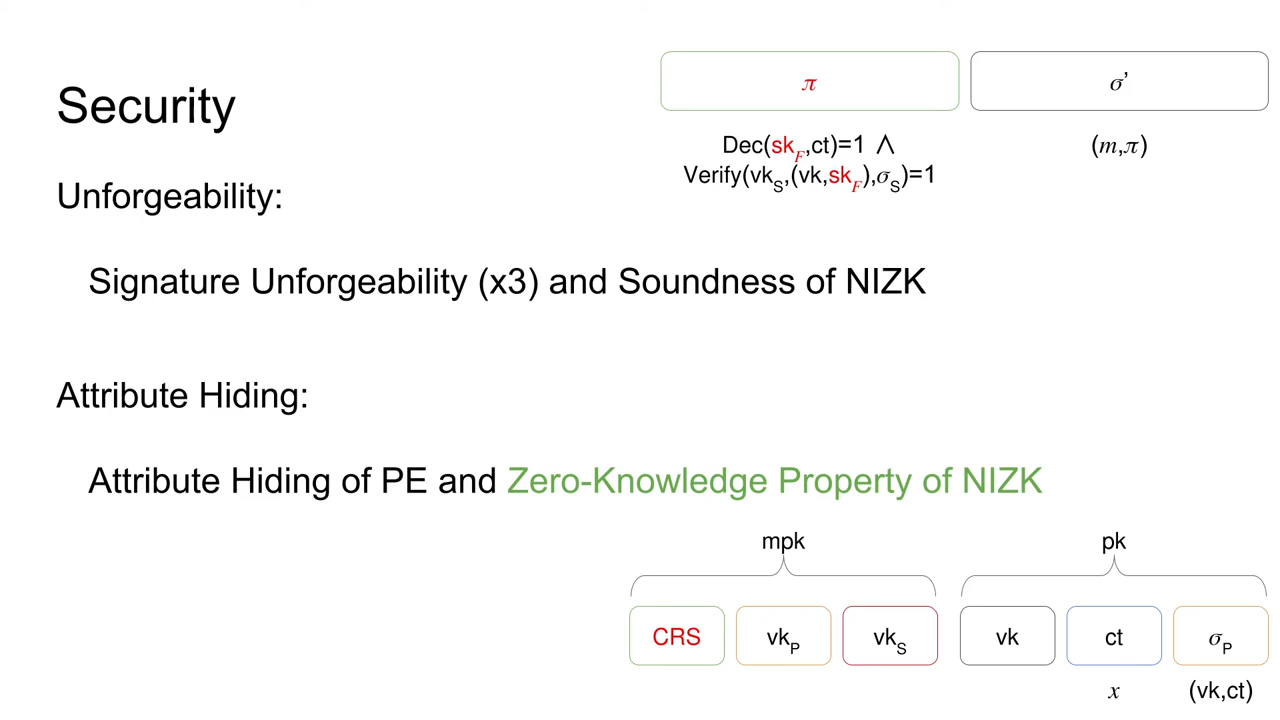 Security
π
σ’
Dec(sk_F,ct)=1 ∧
Verify(vk_S,(vk,sk_F),σ_S)=1
(m,π)
Unforgeability:
Signature Unforgeability (x3) and Soundness of NIZK
Attribute Hiding:
Attribute Hiding of PE and Zero-Knowledge Property of NIZK
mpk
pk
CRS
vk_P
vk_S
vk
ct
σ_P
x
(vk,ct)